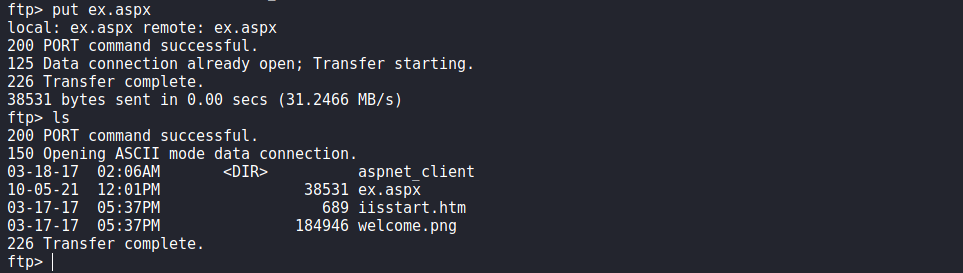 ftp> put ex.aspx
local: ex.aspx remote: ex.aspx
200 PORT command successful.
125 Data connection already open; Transfer starting.
226 Transfer complete.
38531 bytes sent in 0.00 secs (31.2466 MB/s)
ftp> ls
200 PORT command successful.
150 Opening ASCII mode data connection.
03-18-17  02:06AM       <DIR>          aspnet_client
10-05-21  12:01PM                38531 ex.aspx
03-17-17  05:37PM                  689 iisstart.htm
03-17-17  05:37PM               184946 welcome.png
226 Transfer complete.
ftp>